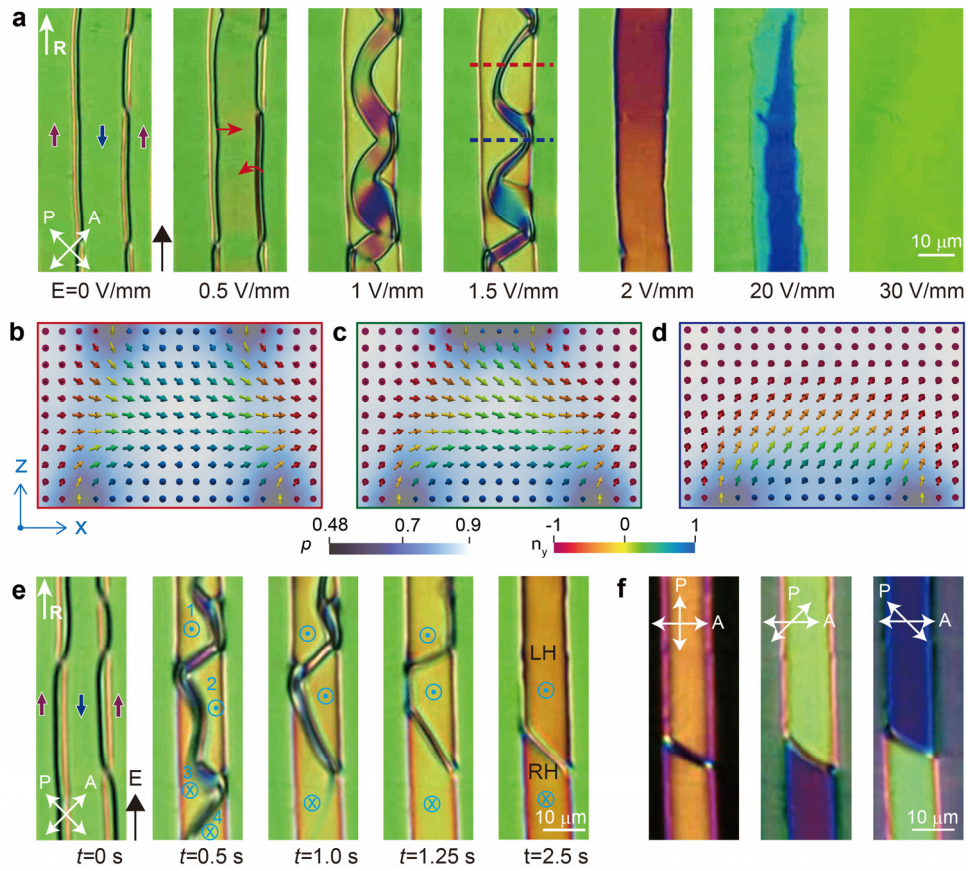 a
R
P A
10 μm
E=0 V/mm 0.5 V/mm 1 V/mm 1.5 V/mm 2 V/mm 20 V/mm 30 V/mm
b c d
z
x
0.48 0.7 0.9 -1 0 1
p n_y
e f
R
P A
E
1
2
3
4
LH
RH
10 μm
P
A
P
A
P
A
10 μm
t=0 s t=0.5 s t=1.0 s t=1.25 s t=2.5 s